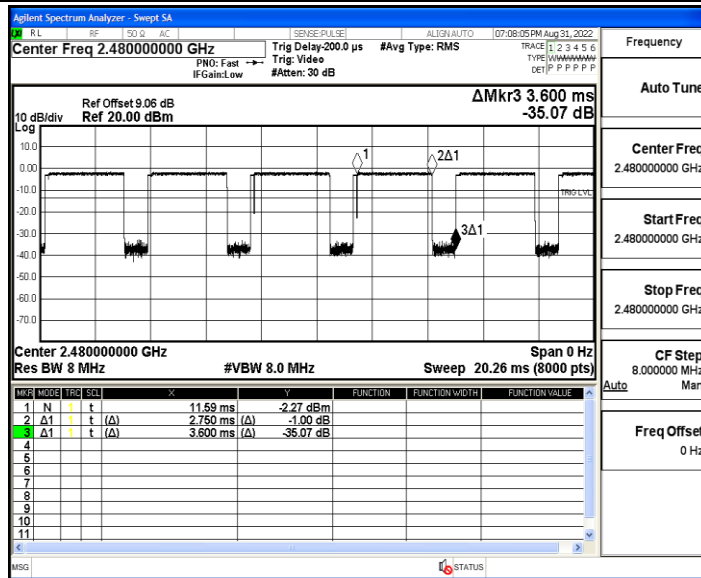 Agilent Spectrum Analyzer - Swept SA
RL RF 50 Ω AC SENSE:PULSE ALIGN AUTO 07:08:05 PM Aug 31, 2022
Center Freq 2.480000000 GHz
PNO: Fast
IFGain:Low
Trig Delay-200.0 µs
Trig: Video
#Atten: 30 dB
#Avg Type: RMS
TRACE 1 2 3 4 5 6
TYPE WWWWWW
DET P P P P P P
Frequency
Auto Tune
Center Freq
2.480000000 GHz
Start Freq
2.480000000 GHz
Stop Freq
2.480000000 GHz
CF Step
8.000000 MHz
Auto Man
Freq Offset
0 Hz
ΔMkr3 3.600 ms
-35.07 dB
Ref Offset 9.06 dB
10 dB/div Ref 20.00 dBm
Log
10.0
0.00
-10.0
-20.0
-30.0
-40.0
-50.0
-60.0
-70.0
1
2Δ1
3Δ1
TRIG LVL
Center 2.480000000 GHz Span 0 Hz
Res BW 8 MHz #VBW 8.0 MHz Sweep 20.26 ms (8000 pts)
MKR MODE TRC SCL X Y FUNCTION FUNCTION WIDTH FUNCTION VALUE
1 N 1 t 11.59 ms -2.27 dBm
2 Δ1 1 t (Δ) 2.750 ms (Δ) -1.00 dB
3 Δ1 1 t (Δ) 3.600 ms (Δ) -35.07 dB
4
5
6
7
8
9
10
11
MSG STATUS